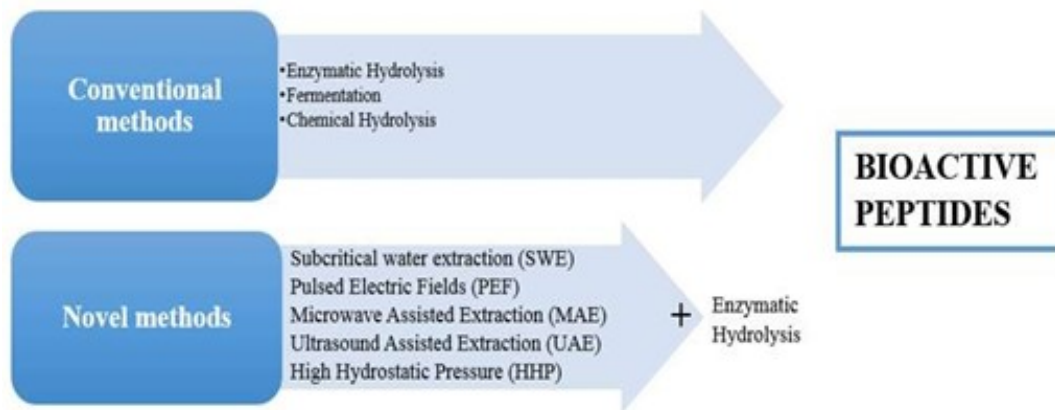 Conventional
methods
•Enzymatic Hydrolysis
•Fermentation
•Chemical Hydrolysis
BIOACTIVE
PEPTIDES
Novel methods
Subcritical water extraction (SWE)
Pulsed Electric Fields (PEF)
Microwave Assisted Extraction (MAE)
Ultrasound Assisted Extraction (UAE)
High Hydrostatic Pressure (HHP)
+
Enzymatic
Hydrolysis